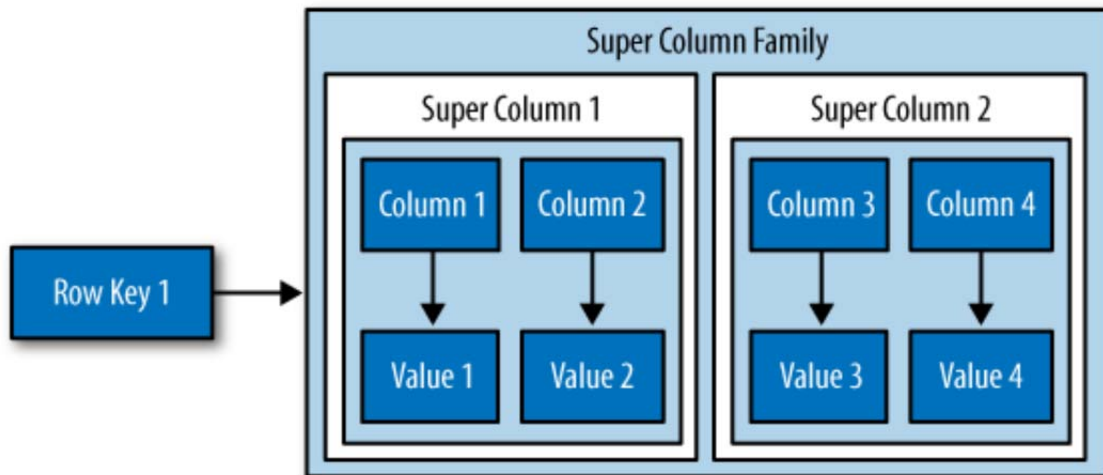 Super Column Family
Super Column 1
Super Column 2
Column 1
Column 2
Column 3
Column 4
Row Key 1
Value 1
Value 2
Value 3
Value 4